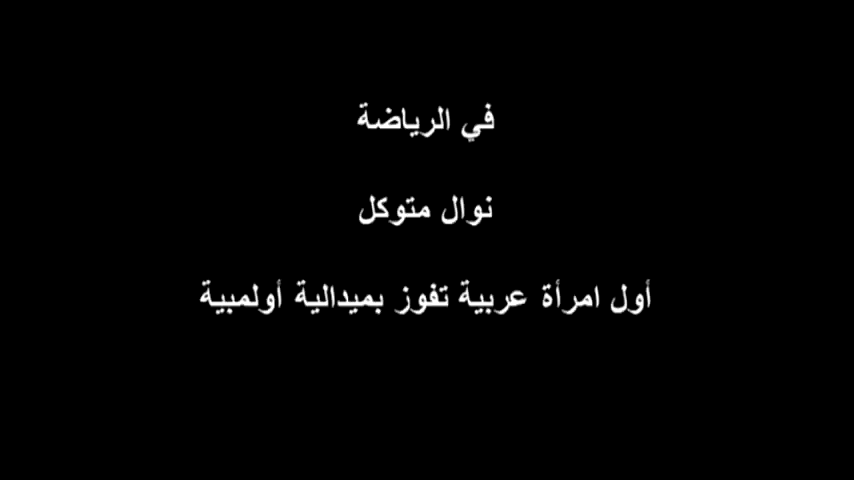 في الرياضة
نوال متوكل
أول امرأة عربية تفوز بميدالية أولمبية